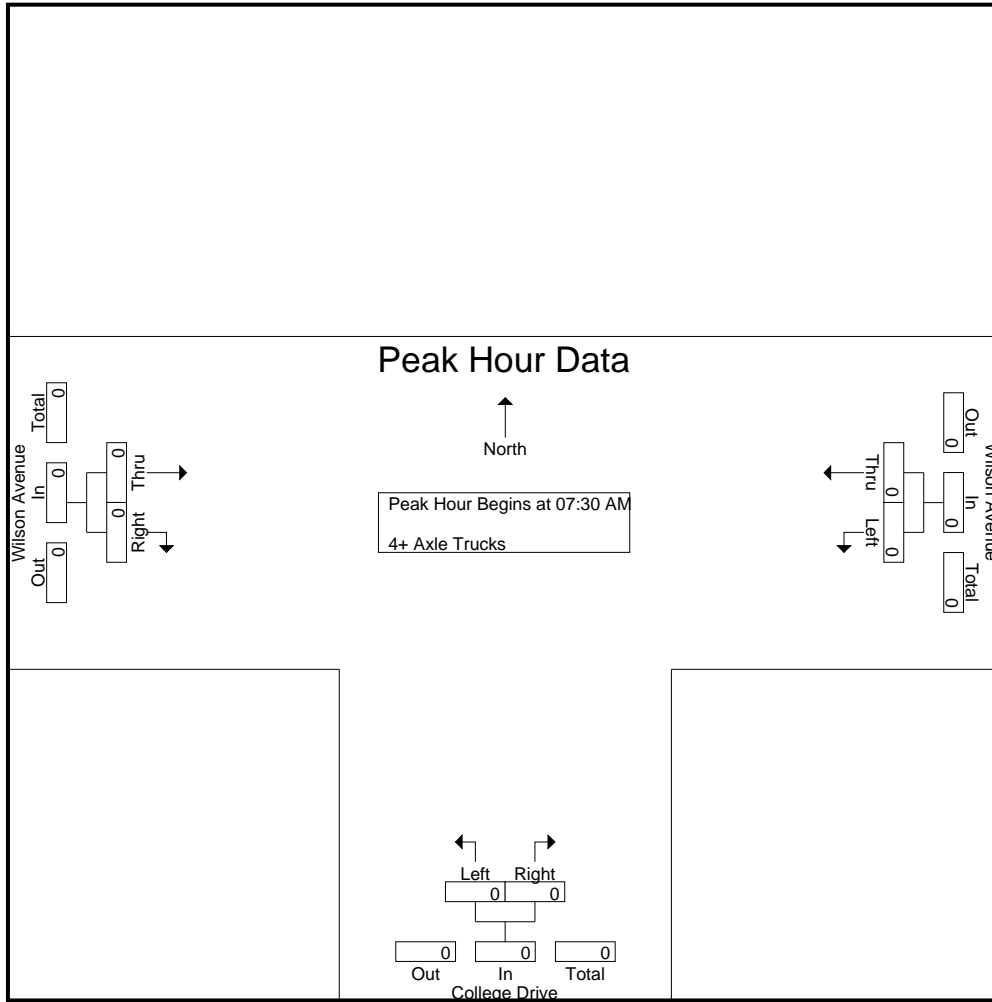 Peak Hour Data
North
Peak Hour Begins at 07:30 AM
4+ Axle Trucks
Wilson Avenue
Total
0
In
0
Out
0
0
Thru
0
Right
Wilson Avenue
Out
0
In
0
Total
0
Thru
0
Left
0
Left
Right
0
0
0
0
0
Out
In
Total
College Drive